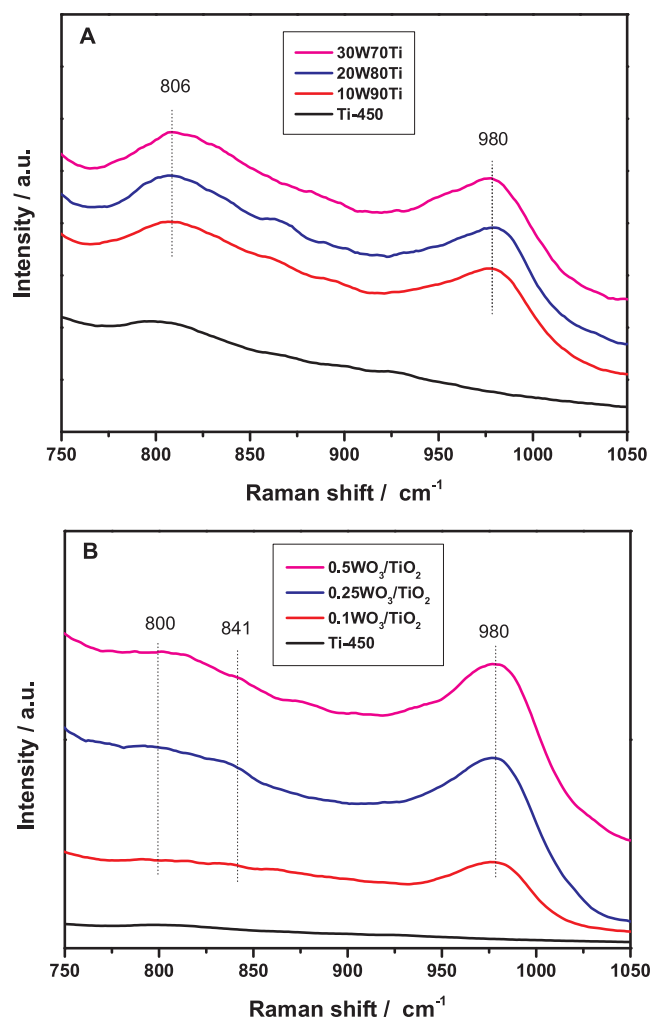 A
30W70Ti
20W80Ti
10W90Ti
Ti-450
806
980
Intensity / a.u.
750 800 850 900 950 1000 1050
Raman shift / cm⁻¹
B
0.5WO₃/TiO₂
0.25WO₃/TiO₂
0.1WO₃/TiO₂
Ti-450
800 841 980
Intensity / a.u.
750 800 850 900 950 1000 1050
Raman shift / cm⁻¹